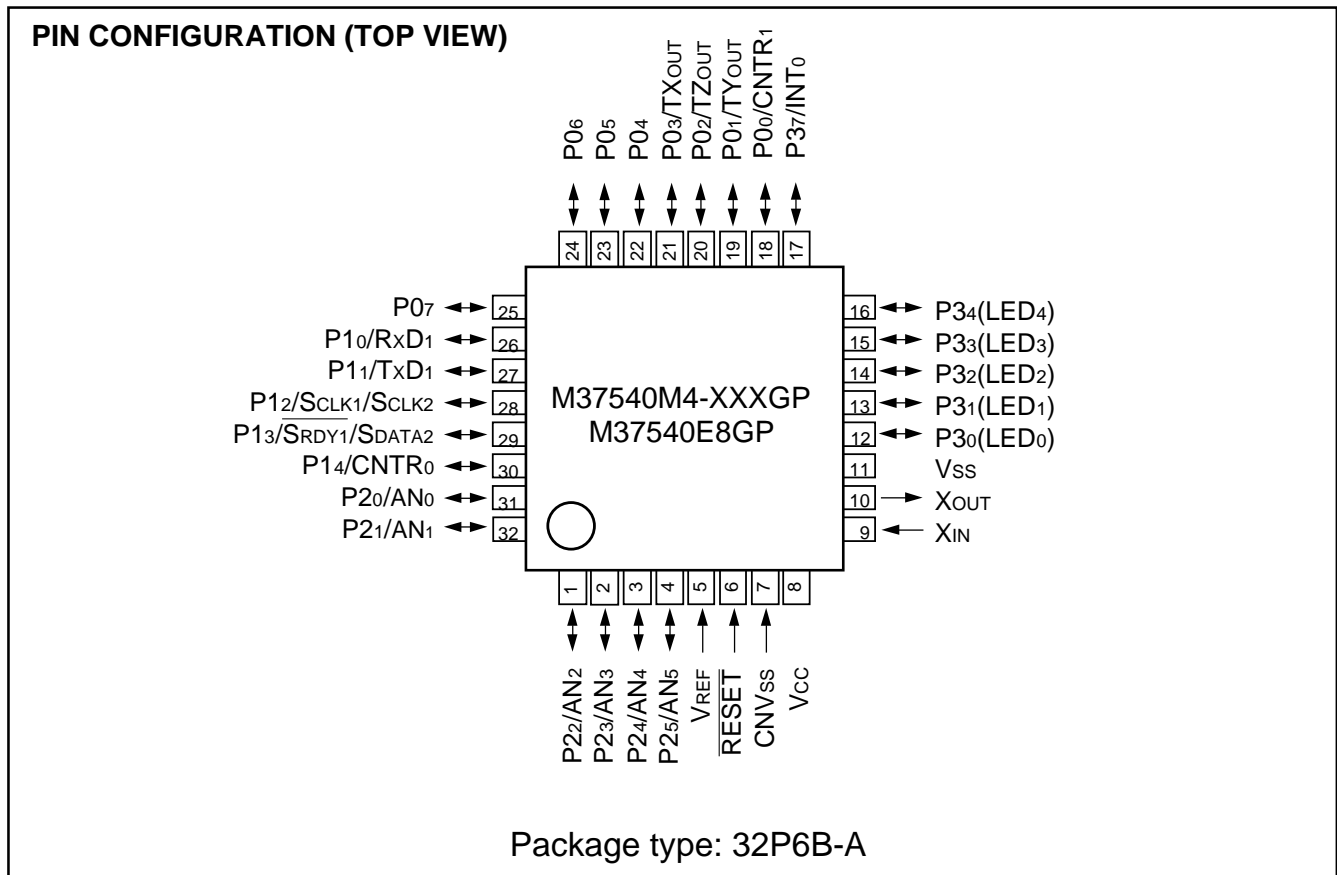 PIN CONFIGURATION (TOP VIEW)
P06
P05
P04
P03/TXOUT
P02/TZOUT
P01/TYOUT
P00/CNTR1
P37/INT0
24
23
22
21
20
19
18
17
P07 25
P10/RxD1 26
P11/TxD1 27
P12/SCLK1/SCLK2 28
P13/S̅R̅D̅Y̅1̅/SDATA2 29
P14/CNTR0 30
P20/AN0 31
P21/AN1 32
M37540M4-XXXGP
M37540E8GP
16 P34(LED4)
15 P33(LED3)
14 P32(LED2)
13 P31(LED1)
12 P30(LED0)
11 VSS
10 XOUT
9 XIN
1
2
3
4
5
6
7
8
P22/AN2
P23/AN3
P24/AN4
P25/AN5
VREF
R̅E̅S̅E̅T̅
CNVSS
VCC
Package type: 32P6B-A